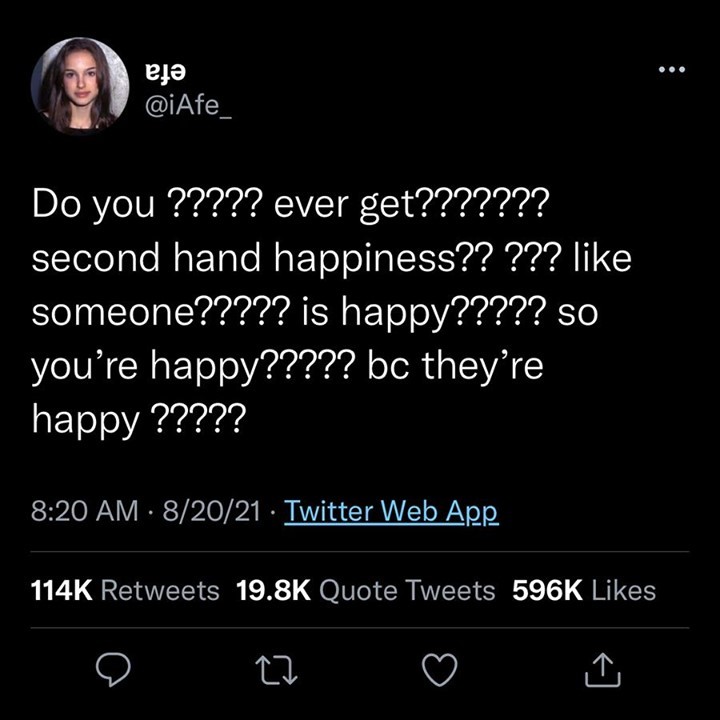 ɐɟǝ
@iAfe_
Do you ????? ever get???????
second hand happiness?? ??? like
someone????? is happy????? so
you’re happy????? bc they’re
happy ?????
8:20 AM · 8/20/21 · Twitter Web App
114K Retweets 19.8K Quote Tweets 596K Likes